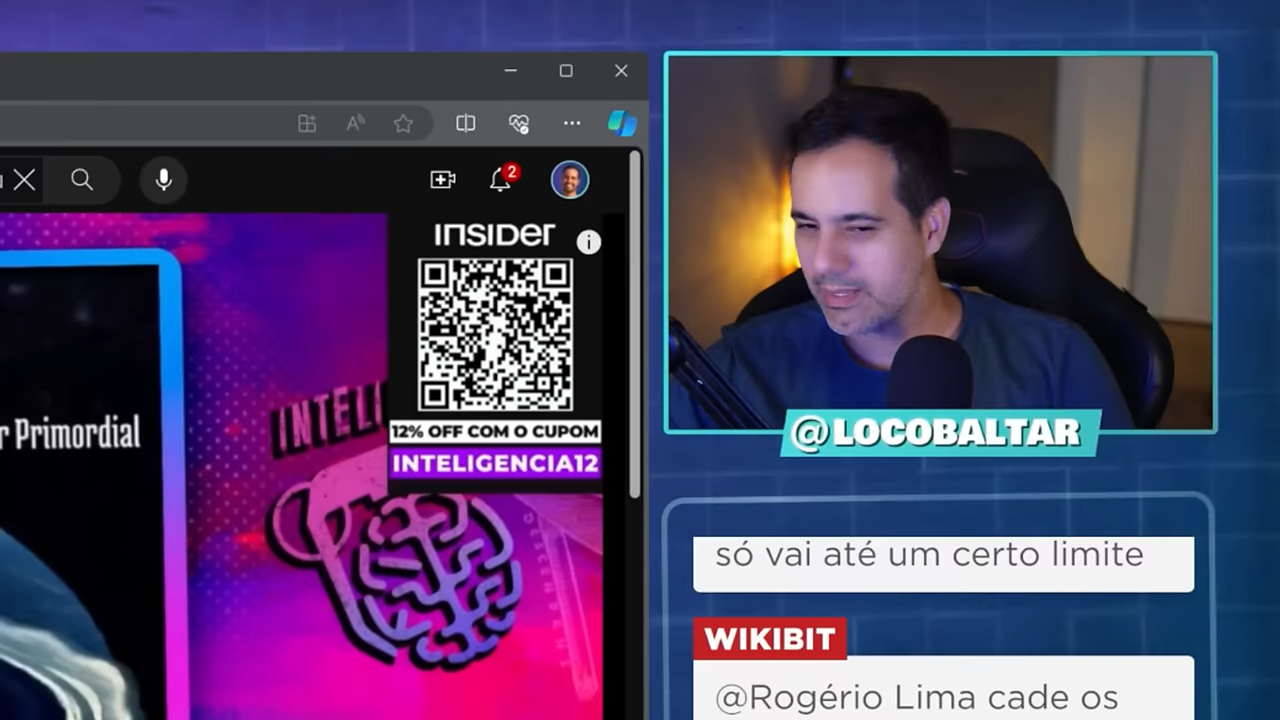 2
INSIDER
i
r Primordial
INTELI
12% OFF COM O CUPOM
INTELIGENCIA12
@LOCOBALTAR
só vai até um certo limite
WIKIBIT
@Rogério Lima cade os